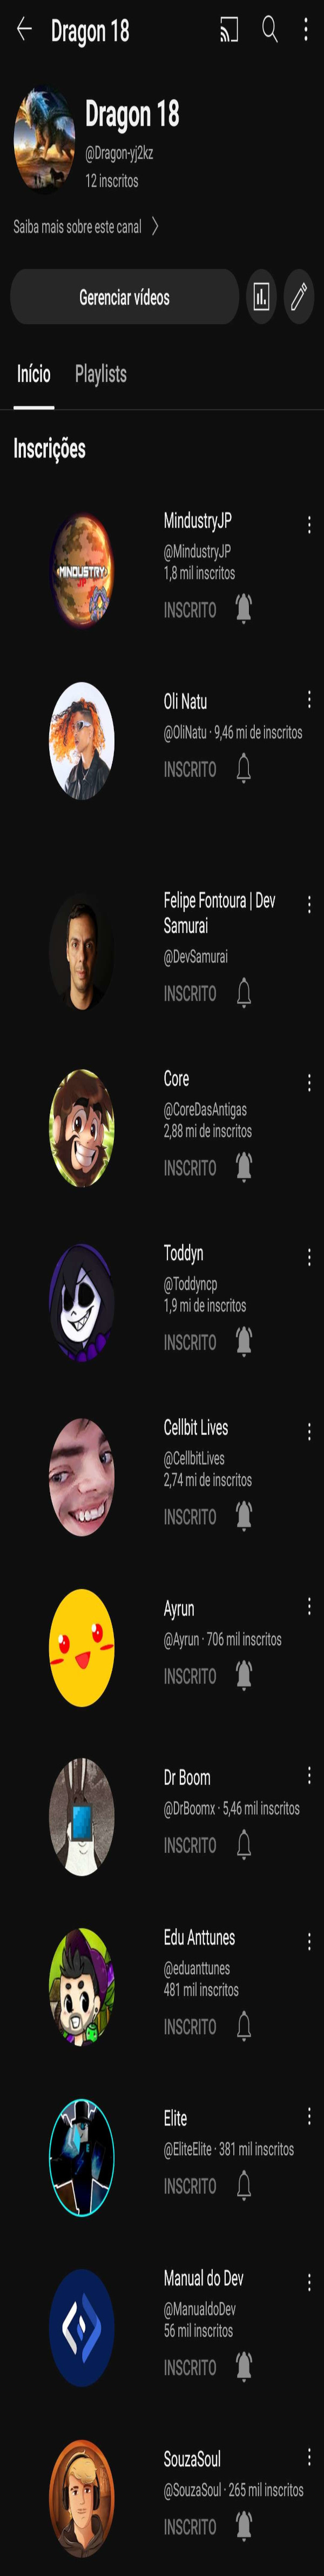 Dragon 18
Dragon 18
@Dragon-yj2kz
12 inscritos
Saiba mais sobre este canal
Gerenciar vídeos
Início Playlists
Inscrições
MINDUSTRY
JP
MindustryJP
@MindustryJP
1,8 mil inscritos
INSCRITO
Oli Natu
@OliNatu · 9,46 mi de inscritos
INSCRITO
Felipe Fontoura | Dev
Samurai
@DevSamurai
INSCRITO
Core
@CoreDasAntigas
2,88 mi de inscritos
INSCRITO
Toddyn
@Toddyncp
1,9 mi de inscritos
INSCRITO
Cellbit Lives
@CellbitLives
2,74 mi de inscritos
INSCRITO
Ayrun
@Ayrun · 706 mil inscritos
INSCRITO
Dr Boom
@DrBoomx · 5,46 mil inscritos
INSCRITO
Edu Anttunes
@eduanttunes
481 mil inscritos
INSCRITO
Elite
@EliteElite · 381 mil inscritos
INSCRITO
Manual do Dev
@ManualdoDev
56 mil inscritos
INSCRITO
SouzaSoul
@SouzaSoul · 265 mil inscritos
INSCRITO